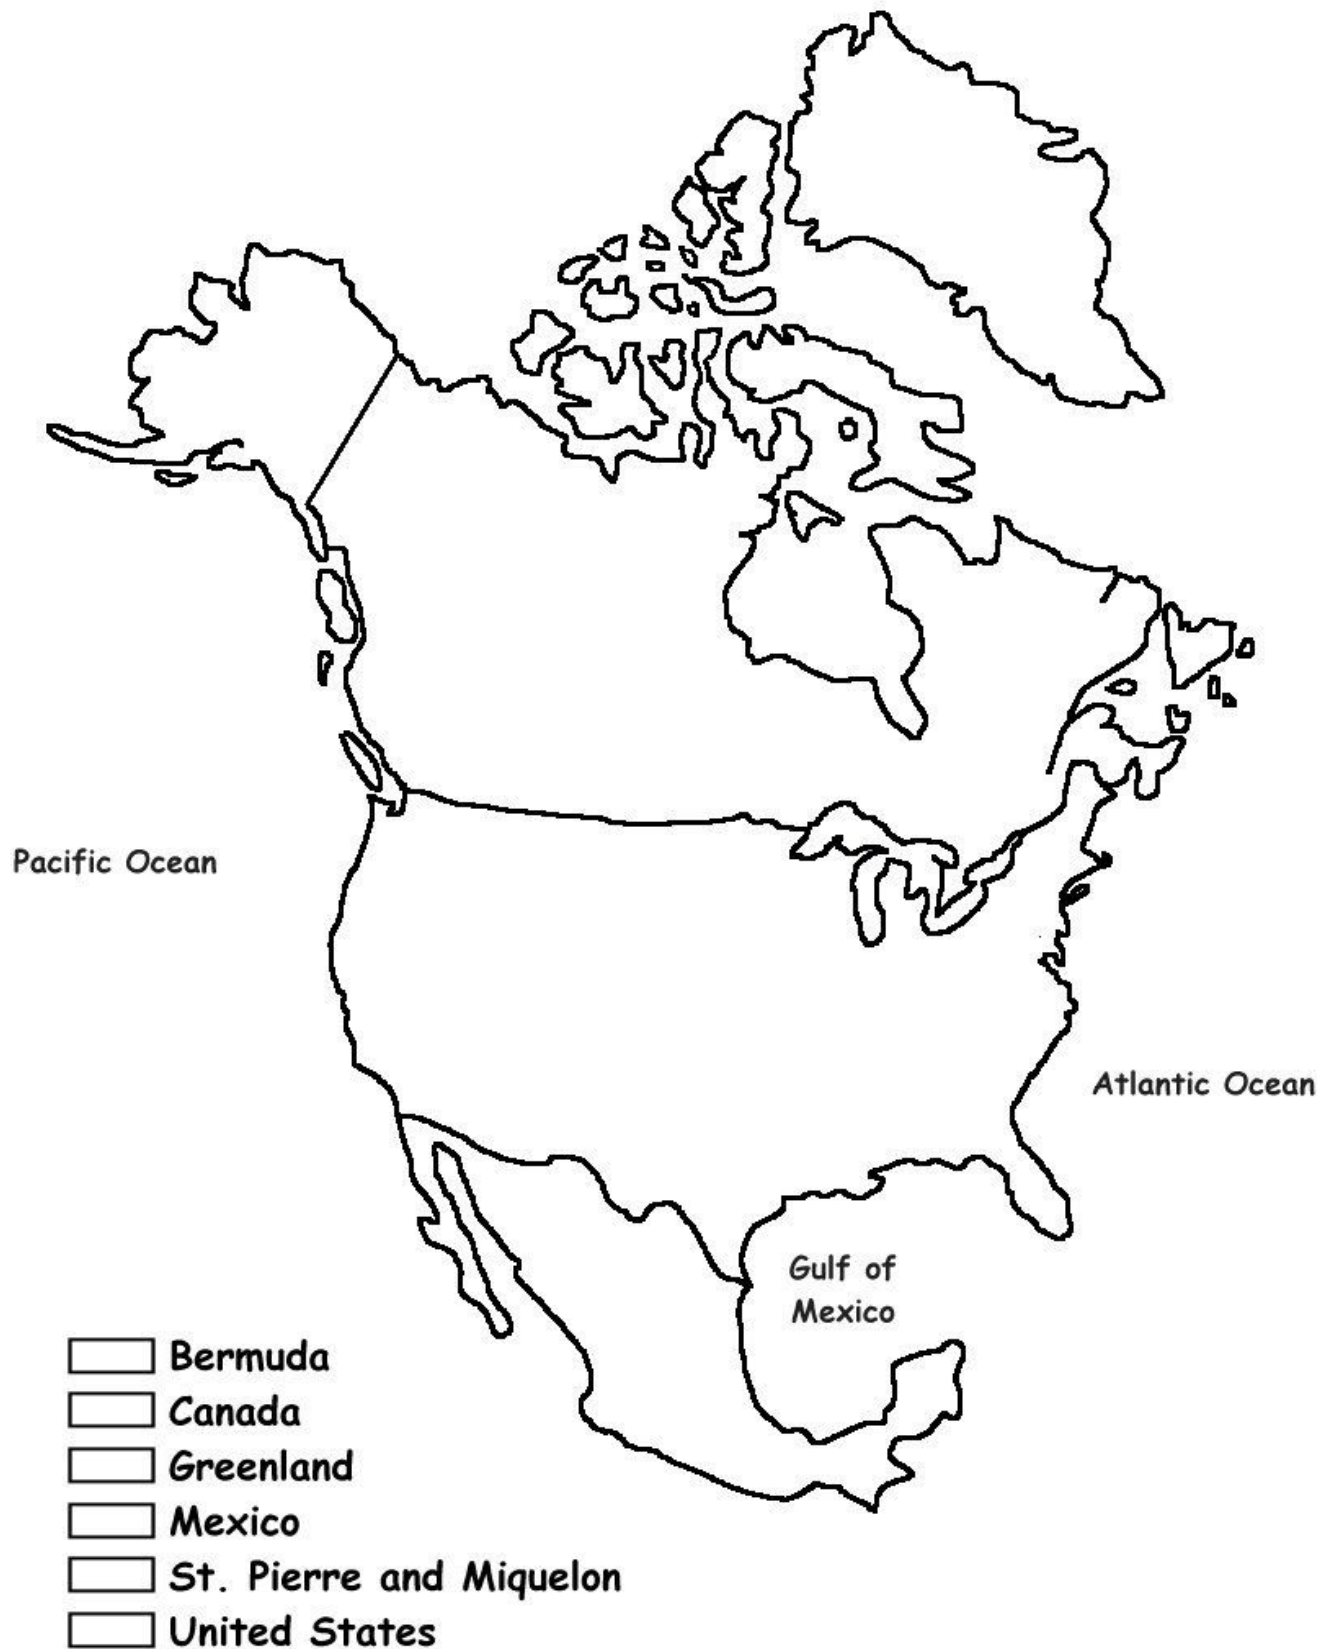 Pacific Ocean
Atlantic Ocean
Gulf of
Mexico
Bermuda
Canada
Greenland
Mexico
St. Pierre and Miquelon
United States